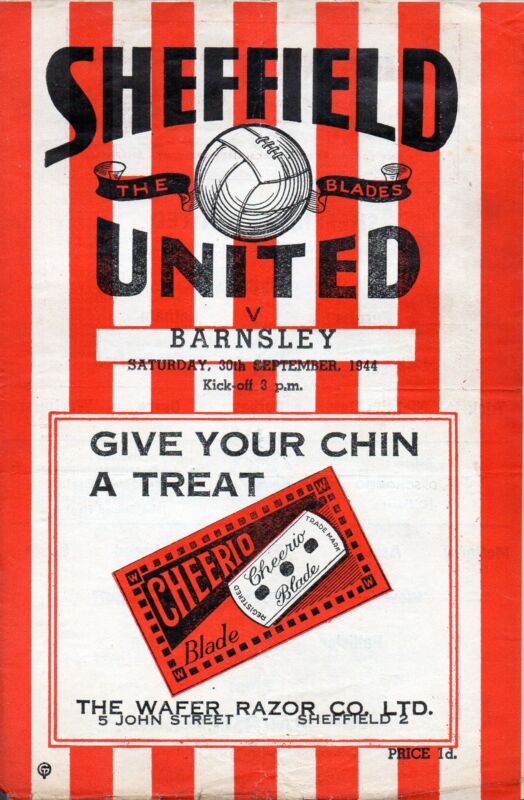 SHEFFIELD
THE BLADES
UNITED
V
BARNSLEY
SATURDAY, 30th SEPTEMBER, 1944
Kick-off 3 p.m.
GIVE YOUR CHIN
A TREAT
W W
CHEERIO
Blade
TRADE MARK
Cheerio
Blade
REGISTERED
W W
THE WAFER RAZOR CO. LTD.
5 JOHN STREET - SHEFFIELD 2
PRICE 1d.